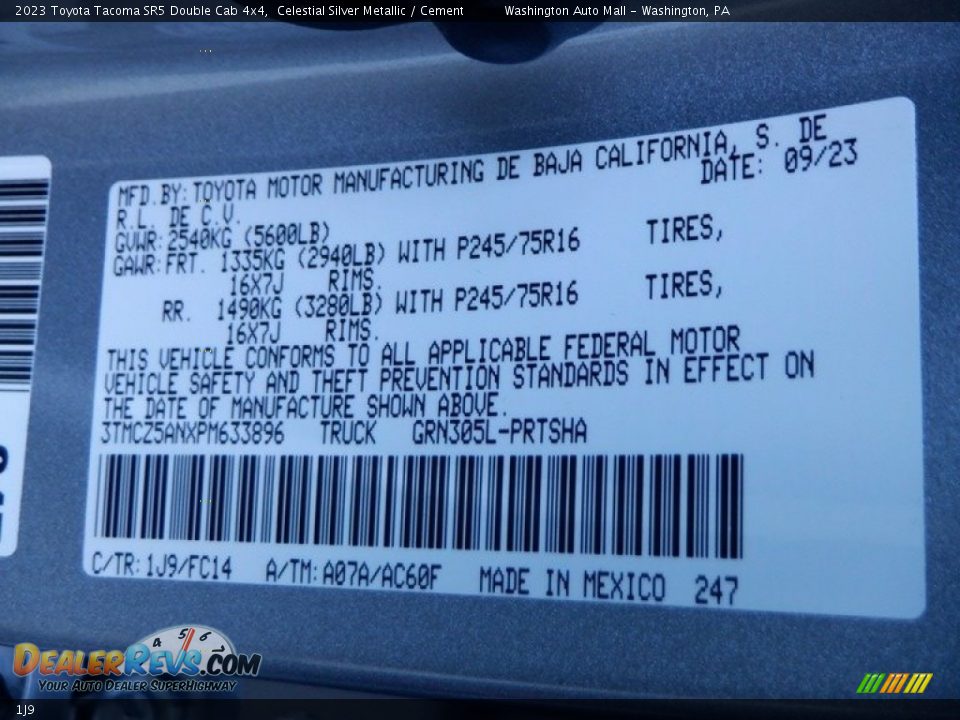 2023 Toyota Tacoma SR5 Double Cab 4x4, Celestial Silver Metallic / Cement Washington Auto Mall - Washington, PA
MFD.BY:TOYOTA MOTOR MANUFACTURING DE BAJA CALIFORNIA, S. DE
R.L. DE C.V. DATE: 09/23
GVWR:2540KG (5600LB)
GAWR:FRT. 1335KG (2940LB) WITH P245/75R16 TIRES,
16X7J RIMS.
RR. 1490KG (3280LB) WITH P245/75R16 TIRES,
16X7J RIMS.
THIS VEHICLE CONFORMS TO ALL APPLICABLE FEDERAL MOTOR
VEHICLE SAFETY AND THEFT PREVENTION STANDARDS IN EFFECT ON
THE DATE OF MANUFACTURE SHOWN ABOVE.
3TMCZ5ANXPM633896 TRUCK GRN305L-PRTSHA
C/TR:1J9/FC14 A/TM:A07A/AC60F MADE IN MEXICO 247
4 5 6
DEALERREVS.COM
YOUR AUTO DEALER SUPERHIGHWAY
1J9